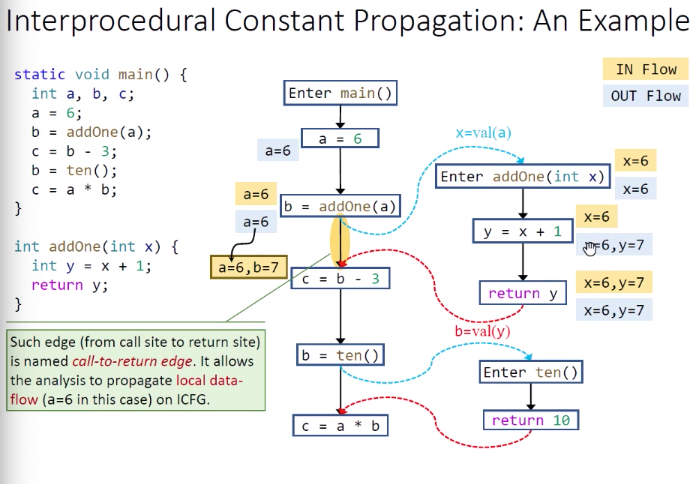 Interprocedural Constant Propagation: An Example
static void main() {
int a, b, c;
a = 6;
b = addOne(a);
c = b - 3;
b = ten();
c = a * b;
}
int addOne(int x) {
int y = x + 1;
return y;
}
Such edge (from call site to return site)
is named call-to-return edge. It allows
the analysis to propagate local data-
flow (a=6 in this case) on ICFG.
Enter main()
a = 6
a=6
a=6
b = addOne(a)
a=6
a=6,b=7
c = b - 3
b = ten()
c = a * b
IN Flow
OUT Flow
x=val(a)
Enter addOne(int x)
x=6
x=6
y = x + 1
x=6
=6,y=7
return y
x=6,y=7
x=6,y=7
b=val(y)
Enter ten()
return 10